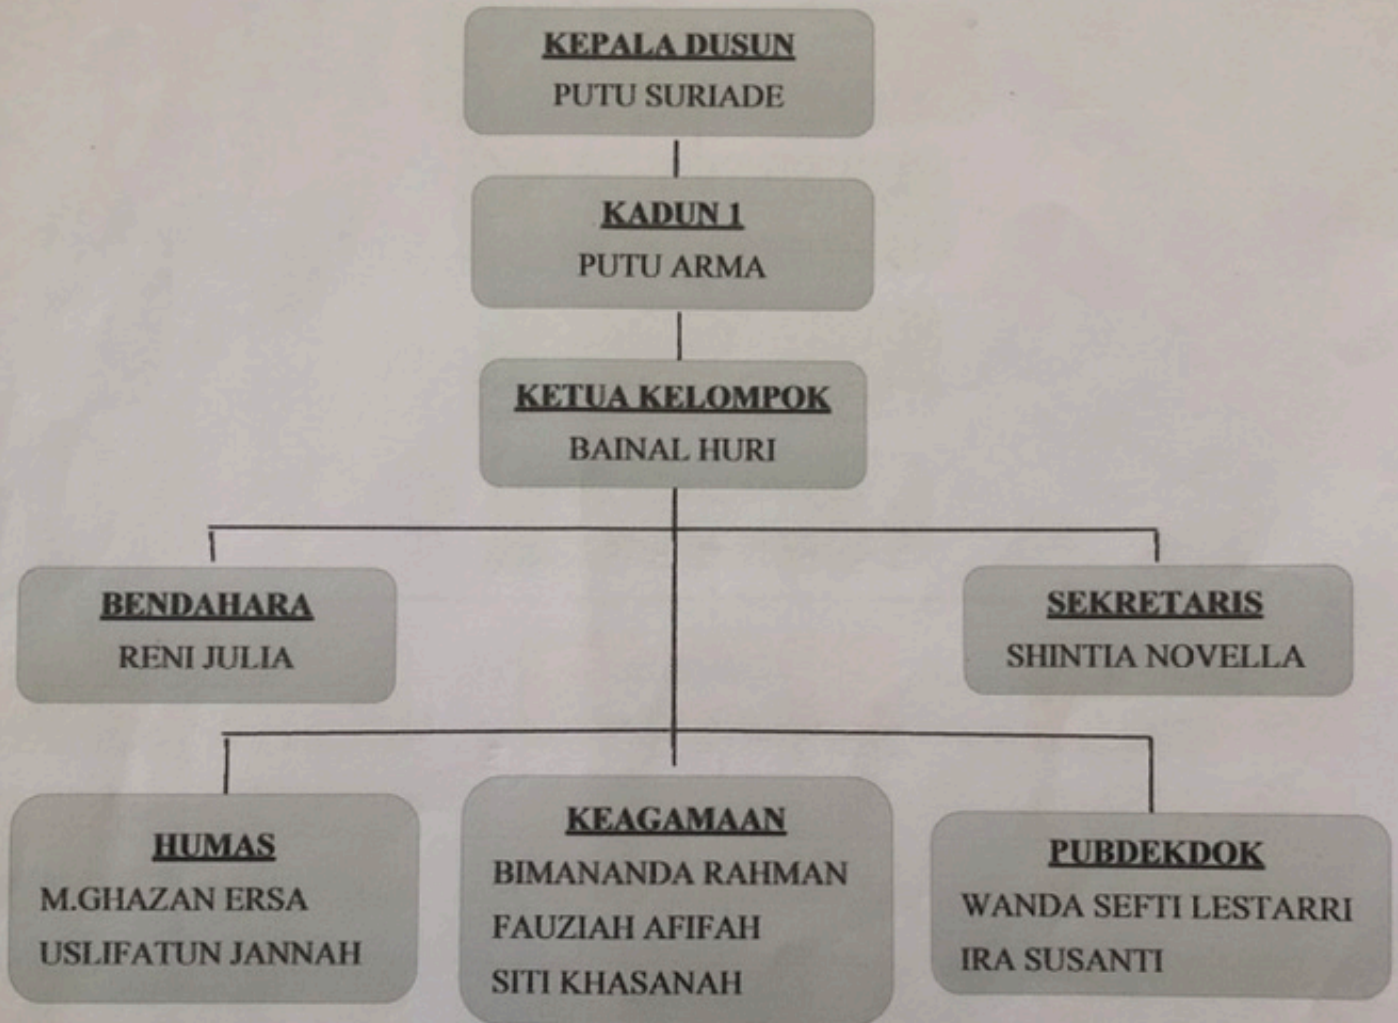 KEPALA DUSUN
PUTU SURIADE
KADUN 1
PUTU ARMA
KETUA KELOMPOK
BAINAL HURI
BENDAHARA
RENI JULIA
SEKRETARIS
SHINTIA NOVELLA
HUMAS
M.GHAZAN ERSA
USLIFATUN JANNAH
KEAGAMAAN
BIMANANDA RAHMAN
FAUZIAH AFIFAH
SITI KHASANAH
PUBDEKDOK
WANDA SEFTI LESTARRI
IRA SUSANTI